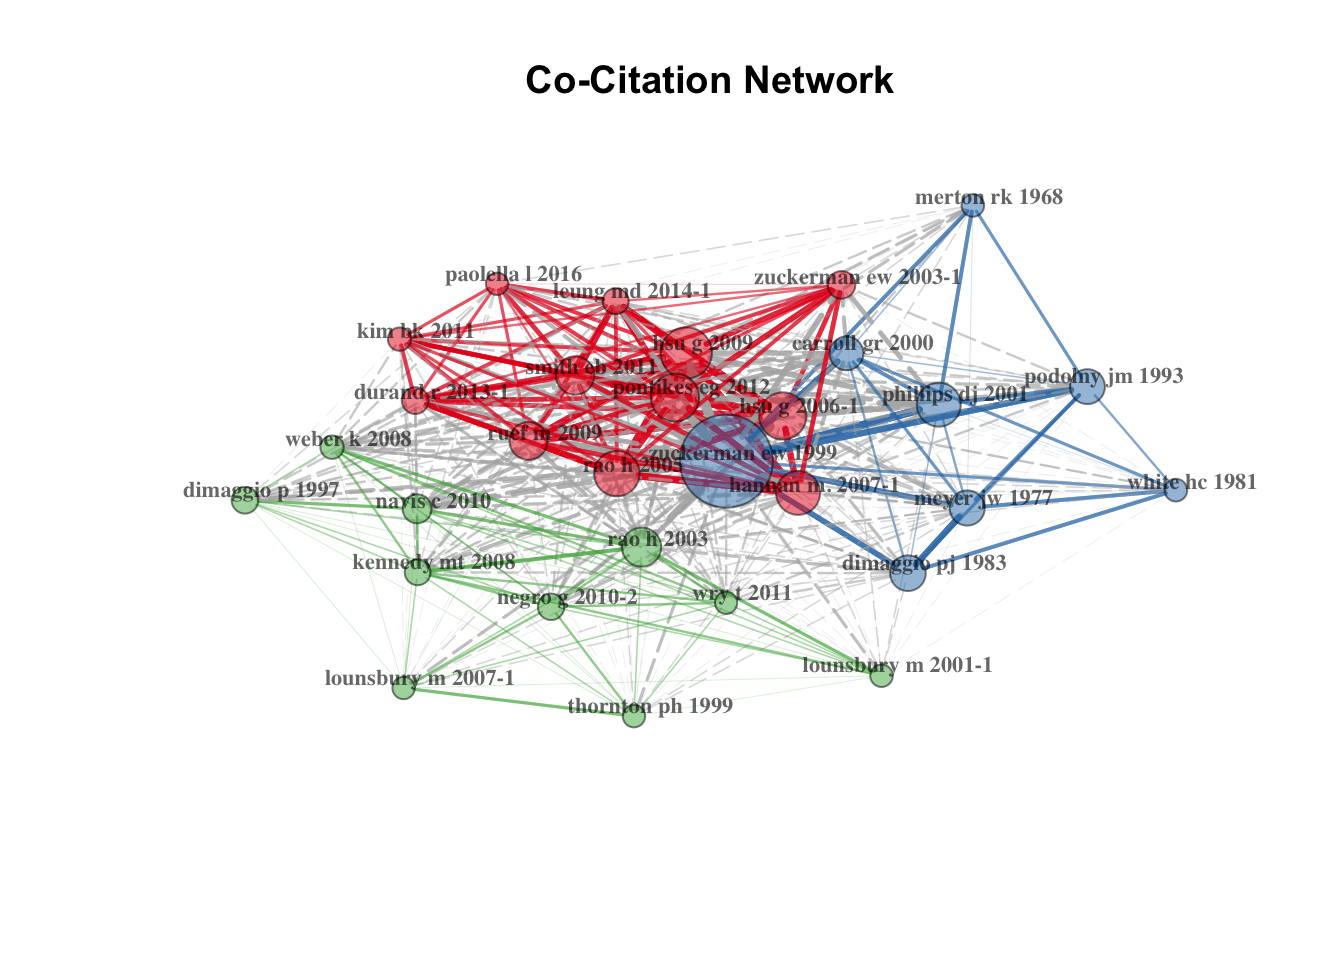 Co-Citation Network
merton rk 1968
paolella l 2016
zuckerman ew 2003-1
leung md 2014-1
kim bk 2011
hsu g 2009
carroll gr 2000
smith eb 2011
podolny jm 1993
pontikes eg 2012
durand r 2013-1
phillips dj 2001
hsu g 2006-1
ruef m 2009
weber k 2008
zuckerman ew 1999
rao h 2005
white hc 1981
hannan m. 2007-1
dimaggio p 1997
navis c 2010
meyer jw 1977
rao h 2003
kennedy mt 2008
dimaggio pj 1983
negro g 2010-2
wry t 2011
lounsbury m 2001-1
lounsbury m 2007-1
thornton ph 1999